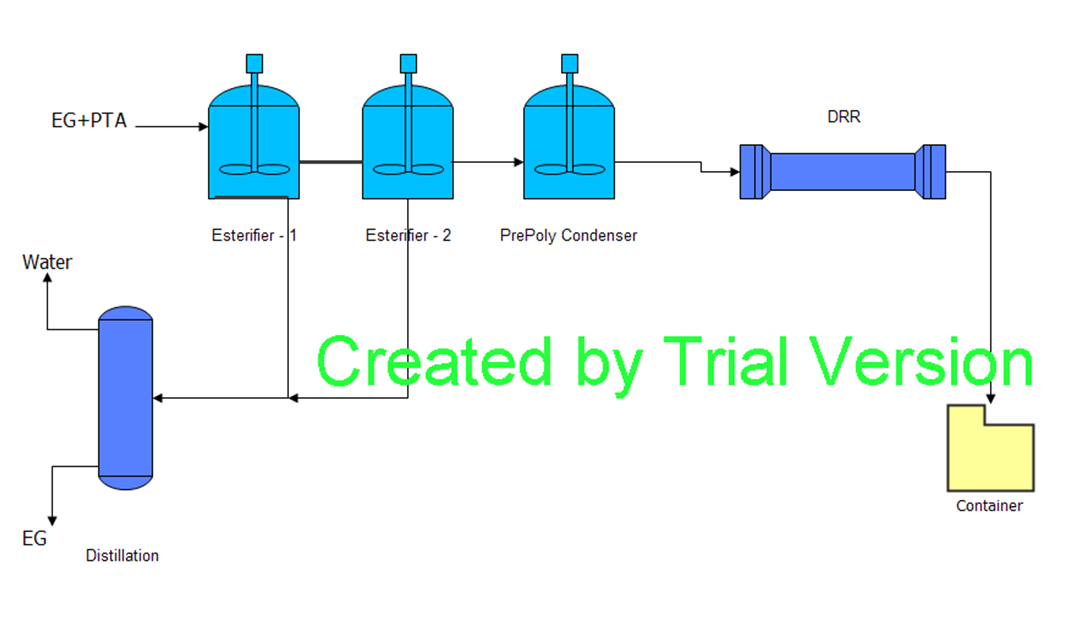 DRR
EG+PTA
Esterifier - 1
Esterifier - 2
PrePoly Condenser
Water
Created by Trial Version
Container
EG
Distillation